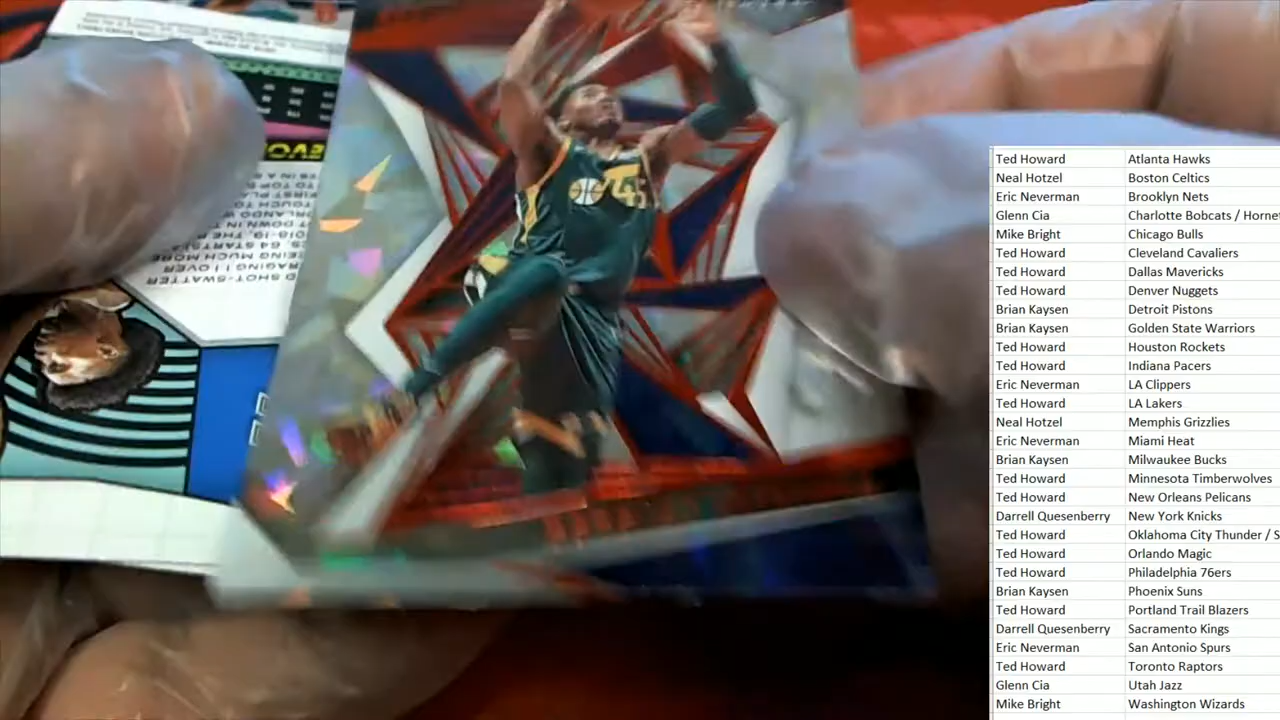 Ted Howard Atlanta Hawks
Neal Hotzel Boston Celtics
Eric Neverman Brooklyn Nets
Glenn Cia Charlotte Bobcats / Horne
Mike Bright Chicago Bulls
Ted Howard Cleveland Cavaliers
Ted Howard Dallas Mavericks
Ted Howard Denver Nuggets
Brian Kaysen Detroit Pistons
Brian Kaysen Golden State Warriors
Ted Howard Houston Rockets
Ted Howard Indiana Pacers
Eric Neverman LA Clippers
Ted Howard LA Lakers
Neal Hotzel Memphis Grizzlies
Eric Neverman Miami Heat
Brian Kaysen Milwaukee Bucks
Ted Howard Minnesota Timberwolves
Ted Howard New Orleans Pelicans
Darrell Quesenberry New York Knicks
Ted Howard Oklahoma City Thunder / S
Ted Howard Orlando Magic
Ted Howard Philadelphia 76ers
Brian Kaysen Phoenix Suns
Ted Howard Portland Trail Blazers
Darrell Quesenberry Sacramento Kings
Eric Neverman San Antonio Spurs
Ted Howard Toronto Raptors
Glenn Cia Utah Jazz
Mike Bright Washington Wizards